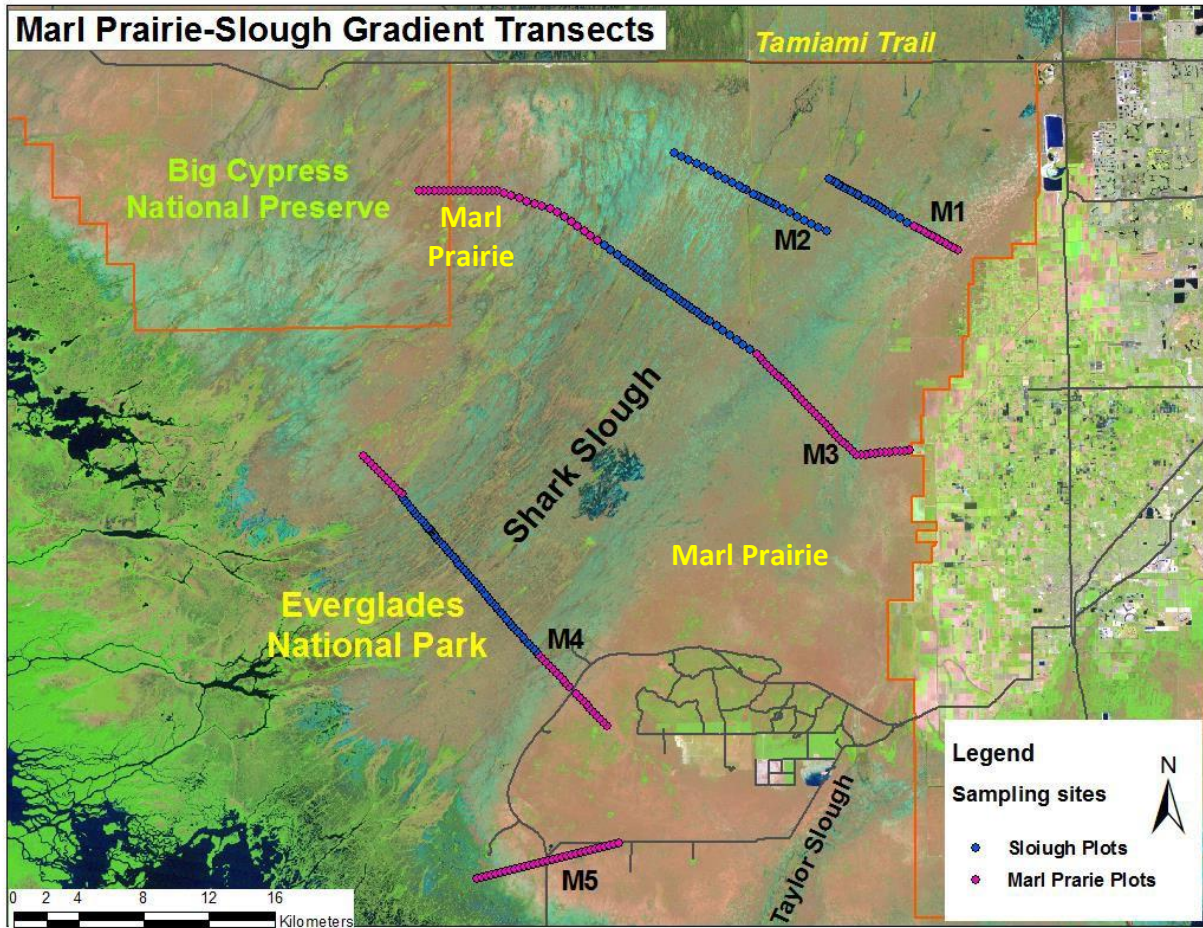 Marl Prairie-Slough Gradient Transects
Tamiami Trail
Big Cypress
National Preserve
Marl
Prairie
M2
M1
Shark Slough
M3
Marl Prairie
Everglades
National Park
M4
M5
Taylor Slough
Legend
Sampling sites
N
Sloiugh Plots
Marl Prarie Plots
0 2 4 8 12 16
Kilometers